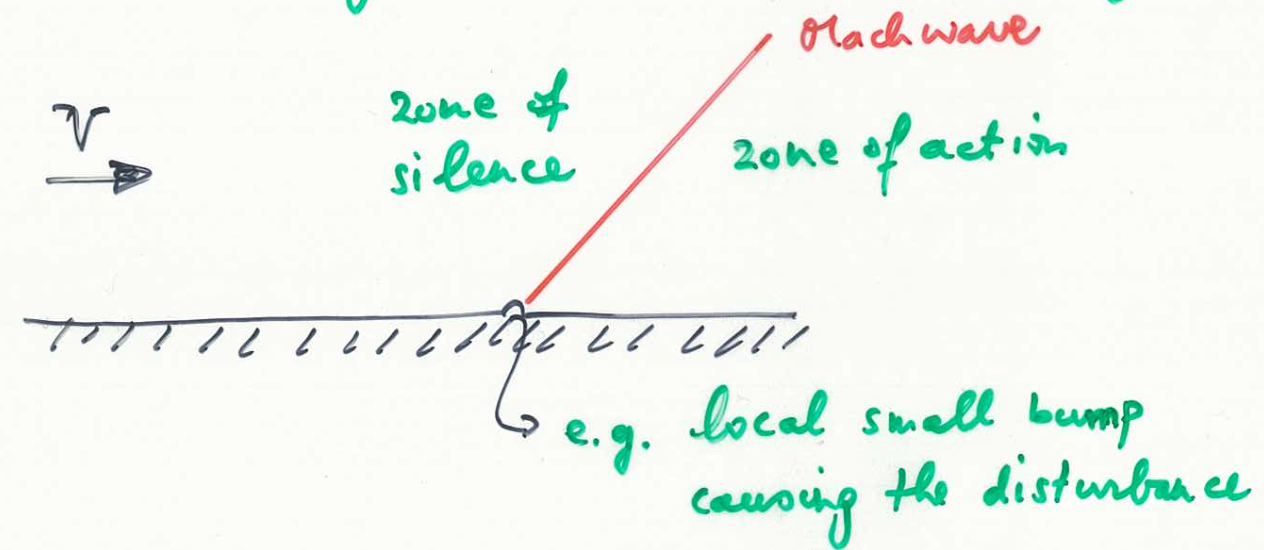 Mach wave
zone of
silence
V
zone of action
e.g. local small bump
causing the disturbance